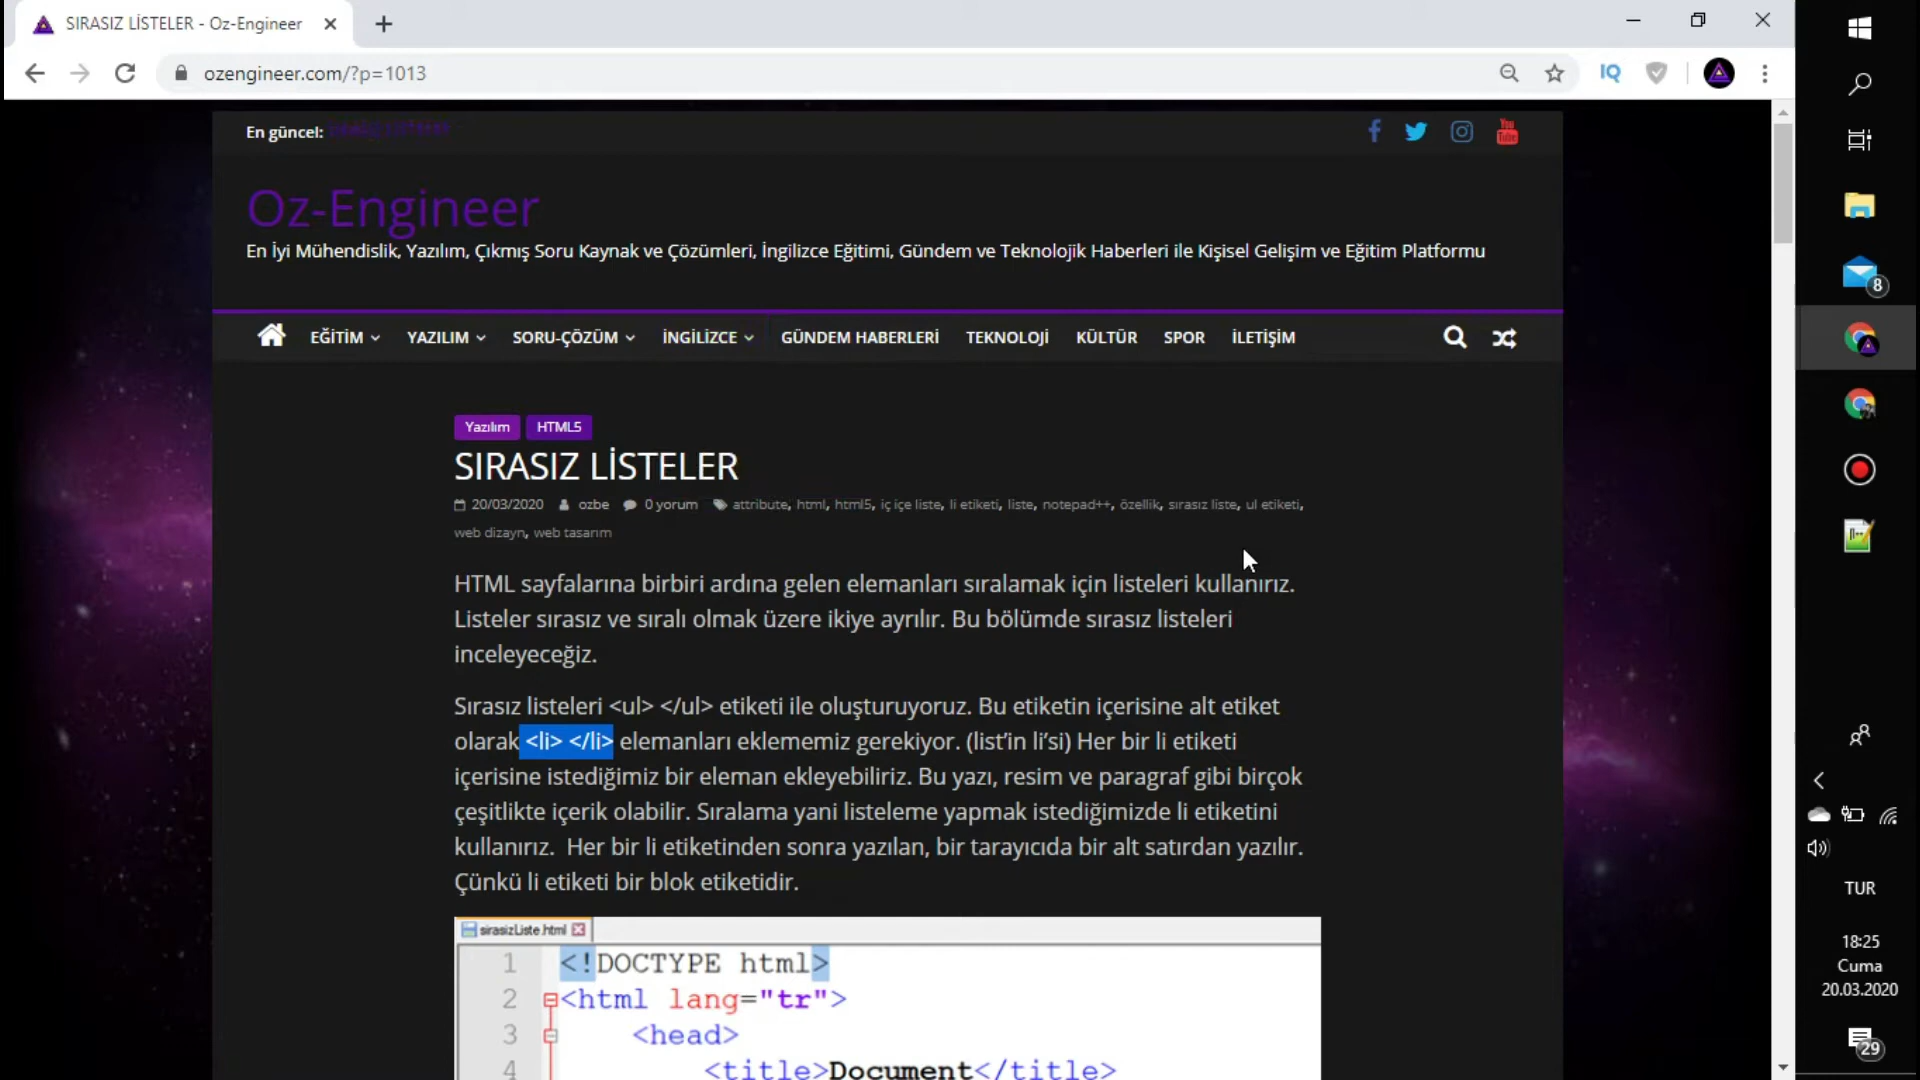 SIRASIZ LİSTELER - Oz-Engineer
ozengineer.com/?p=1013
IQ
En güncel:
You
Tube
Oz-Engineer
En İyi Mühendislik, Yazılım, Çıkmış Soru Kaynak ve Çözümleri, İngilizce Eğitimi, Gündem ve Teknolojik Haberleri ile Kişisel Gelişim ve Eğitim Platformu
EĞİTİM YAZILIM SORU-ÇÖZÜM İNGİLİZCE GÜNDEM HABERLERİ TEKNOLOJİ KÜLTÜR SPOR İLETİŞİM
Yazılım HTML5
SIRASIZ LİSTELER
20/03/2020 ozbe 0 yorum attribute, html, html5, iç içe liste, li etiketi, liste, notepad++, özellik, sırasız liste, ul etiketi,
web dizayn, web tasarım
HTML sayfalarına birbiri ardına gelen elemanları sıralamak için listeleri kullanırız.
Listeler sırasız ve sıralı olmak üzere ikiye ayrılır. Bu bölümde sırasız listeleri
inceleyeceğiz.
Sırasız listeleri <ul> </ul> etiketi ile oluşturuyoruz. Bu etiketin içerisine alt etiket
olarak <li> </li> elemanları eklememiz gerekiyor. (list’in li’si) Her bir li etiketi
içerisine istediğimiz bir eleman ekleyebiliriz. Bu yazı, resim ve paragraf gibi birçok
çeşitlikte içerik olabilir. Sıralama yani listeleme yapmak istediğimizde li etiketini
kullanırız.  Her bir li etiketinden sonra yazılan, bir tarayıcıda bir alt satırdan yazılır.
Çünkü li etiketi bir blok etiketidir.
sirasizListe.html
1 <!DOCTYPE html>
2 <html lang="tr">
3 <head>
4 <title>Document</title>
8
TUR
18:25
Cuma
20.03.2020
29